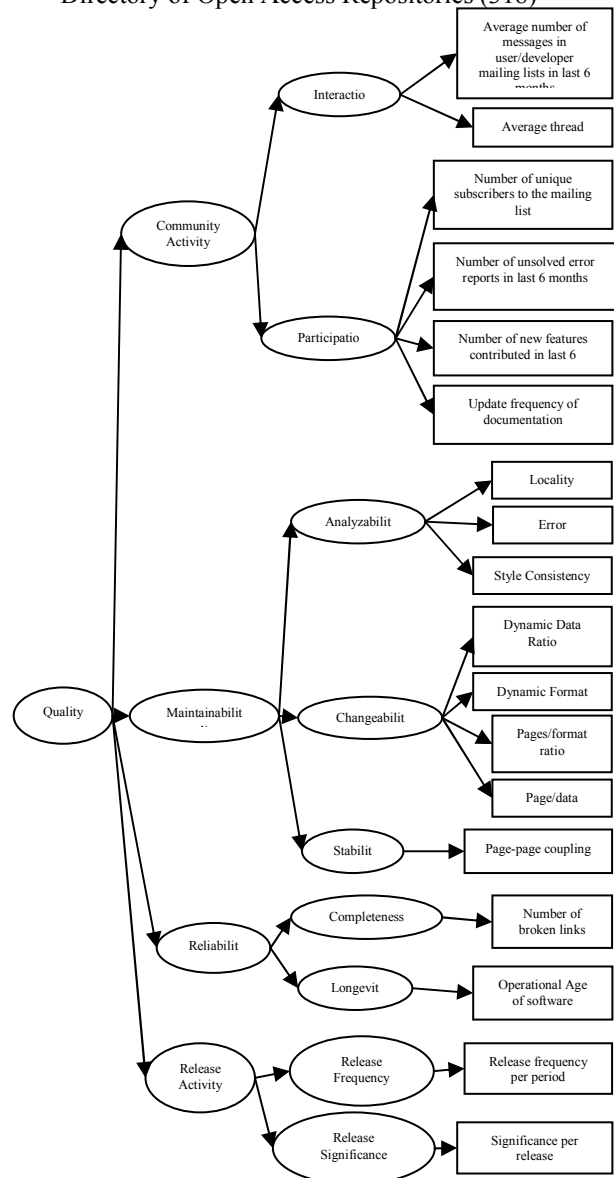 Directory of Open Access Repositories (318)
Average number of
messages in
user/developer
mailing lists in last 6
months
Interactio
Average thread
Number of unique
subscribers to the mailing
list
Community
Activity
Number of unsolved error
reports in last 6 months
Participatio
Number of new features
contributed in last 6
Update frequency of
documentation
Locality
Analyzabilit
Error
Style Consistency
Dynamic Data
Ratio
Dynamic Format
Quality
Maintainabilit
Changeabilit
Pages/format
ratio
Page/data
Stabilit
Page-page coupling
Completeness
Number of
broken links
Reliabilit
Longevit
Operational Age
of software
Release
Activity
Release
Frequency
Release frequency
per period
Release
Significance
Significance per
release